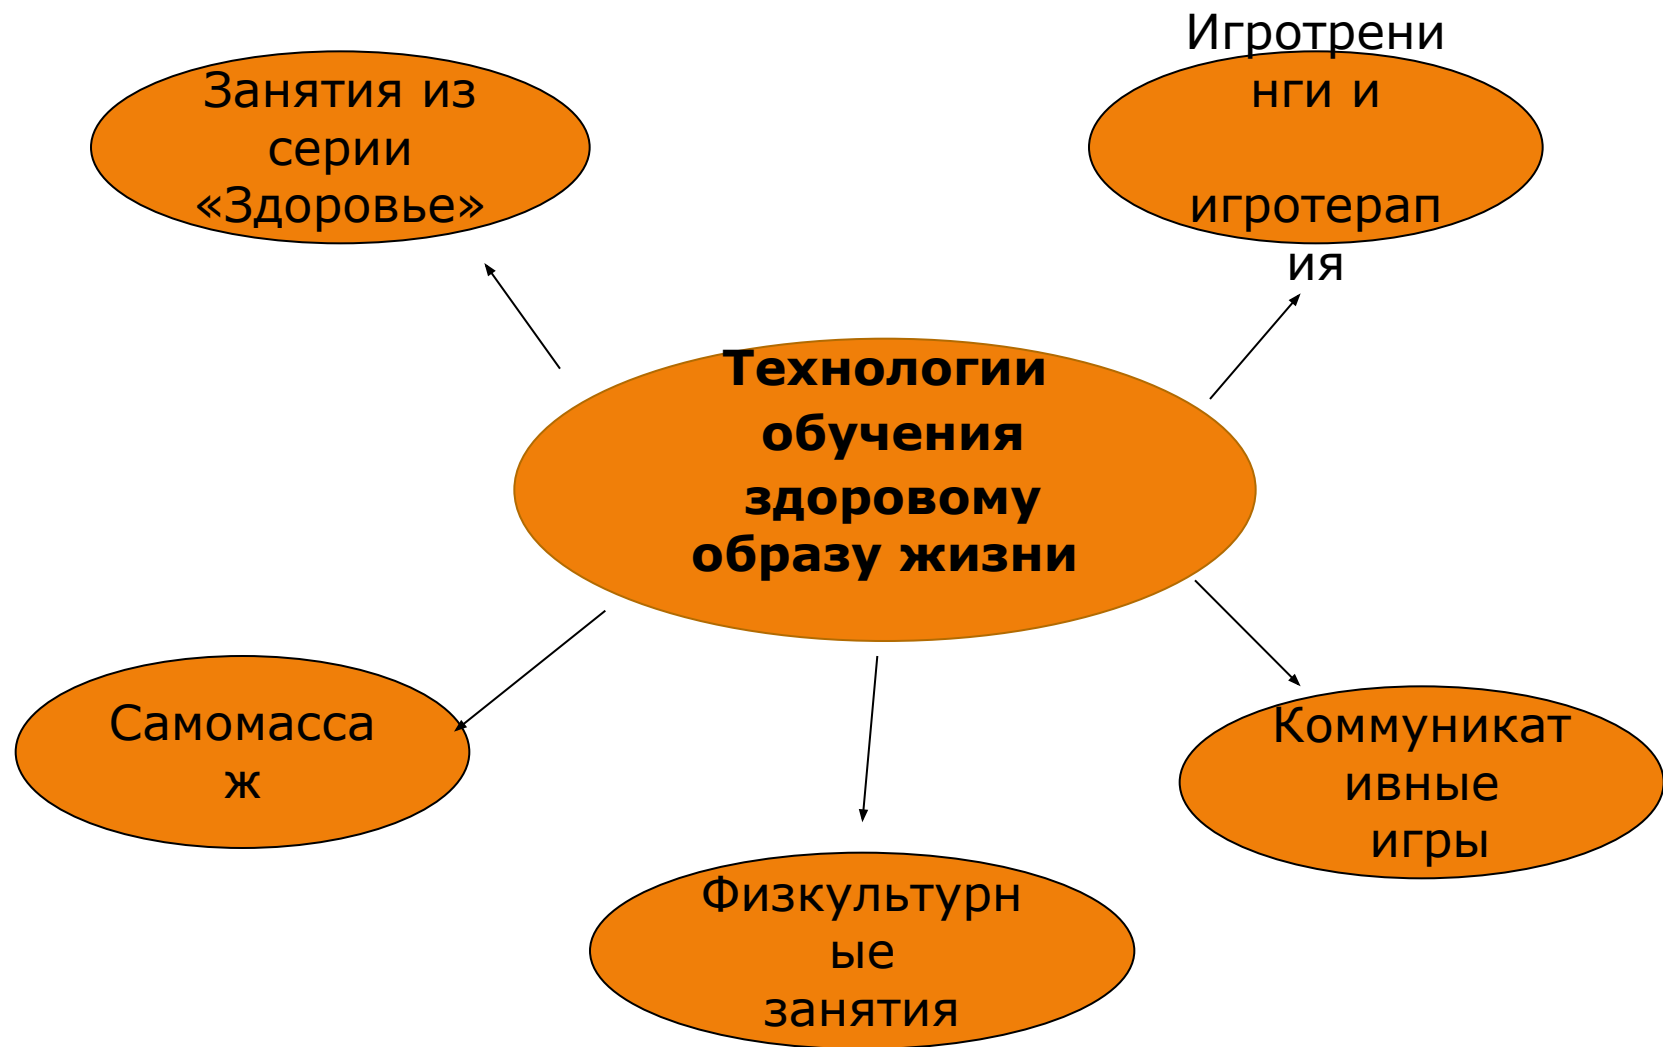 Занятия из
серии
«Здоровье»
Игротрени
нги и
игротерап
ия
Технологии
обучения
здоровому
образу жизни
Самомасса
ж
Коммуникат
ивные
игры
Физкультурн
ые
занятия